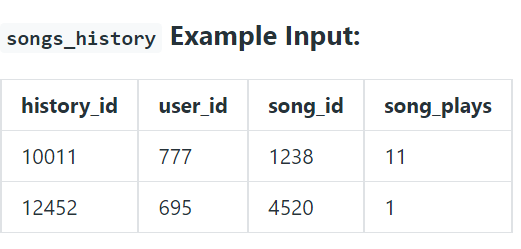 songs_history Example Input:
history_id user_id song_id song_plays
10011 777 1238 11
12452 695 4520 1